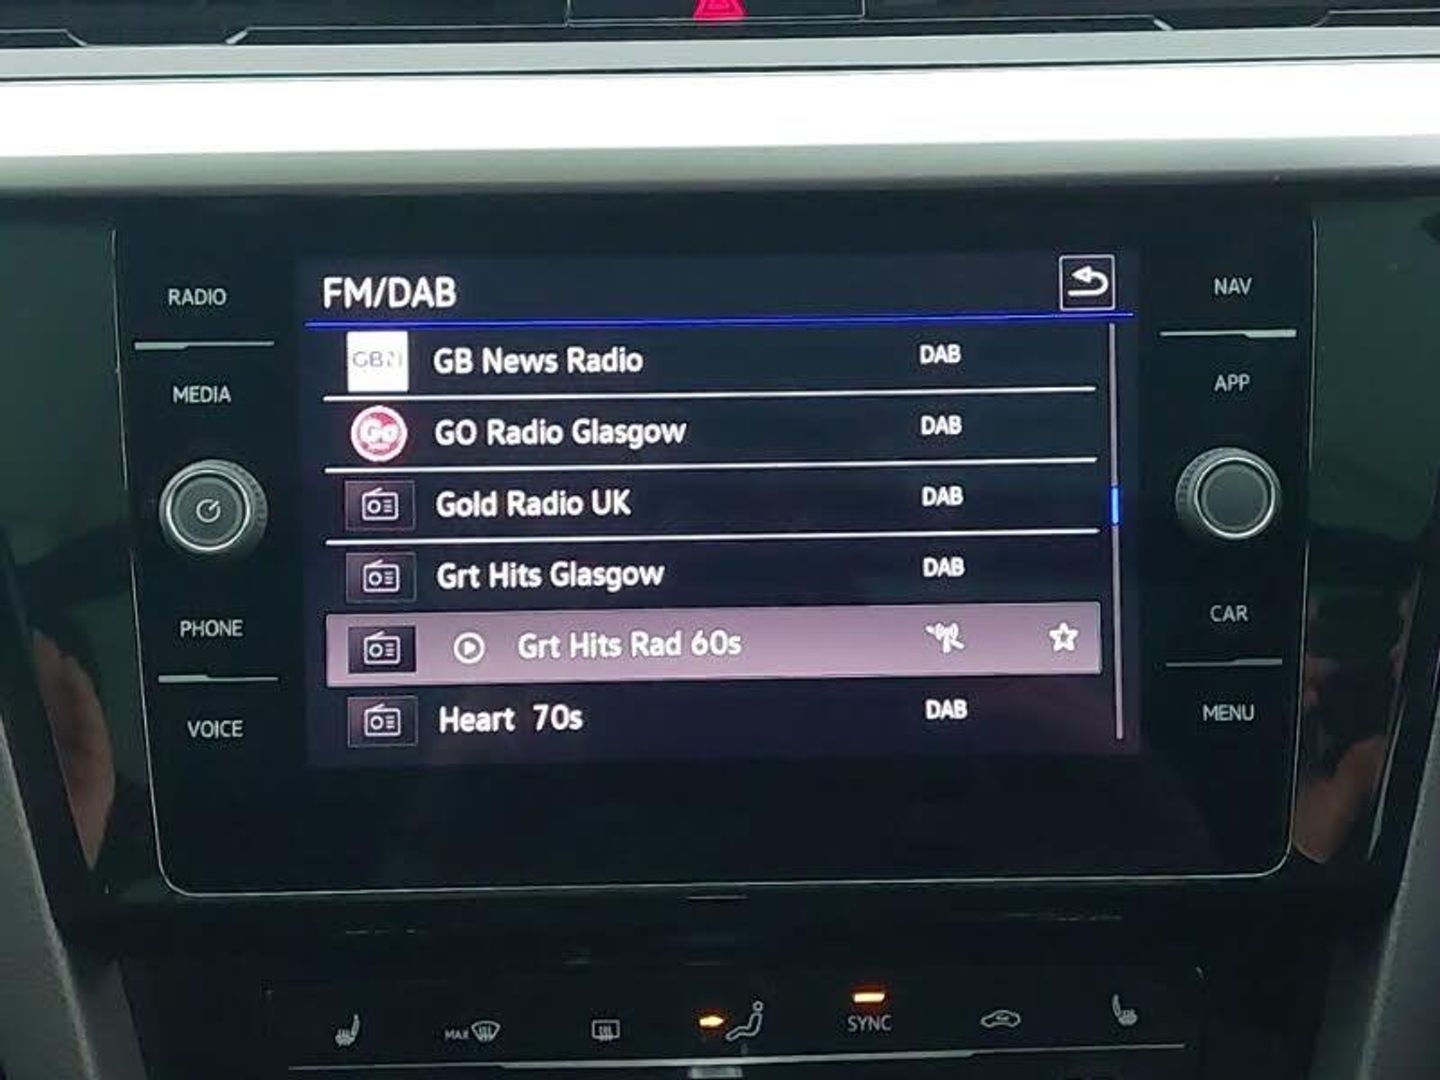 RADIO
MEDIA
PHONE
VOICE
FM/DAB
GB News Radio DAB
Go
GO Radio Glasgow DAB
Gold Radio UK DAB
Grt Hits Glasgow DAB
Grt Hits Rad 60s
Heart 70s DAB
NAV
APP
CAR
MENU
MAX
SYNC